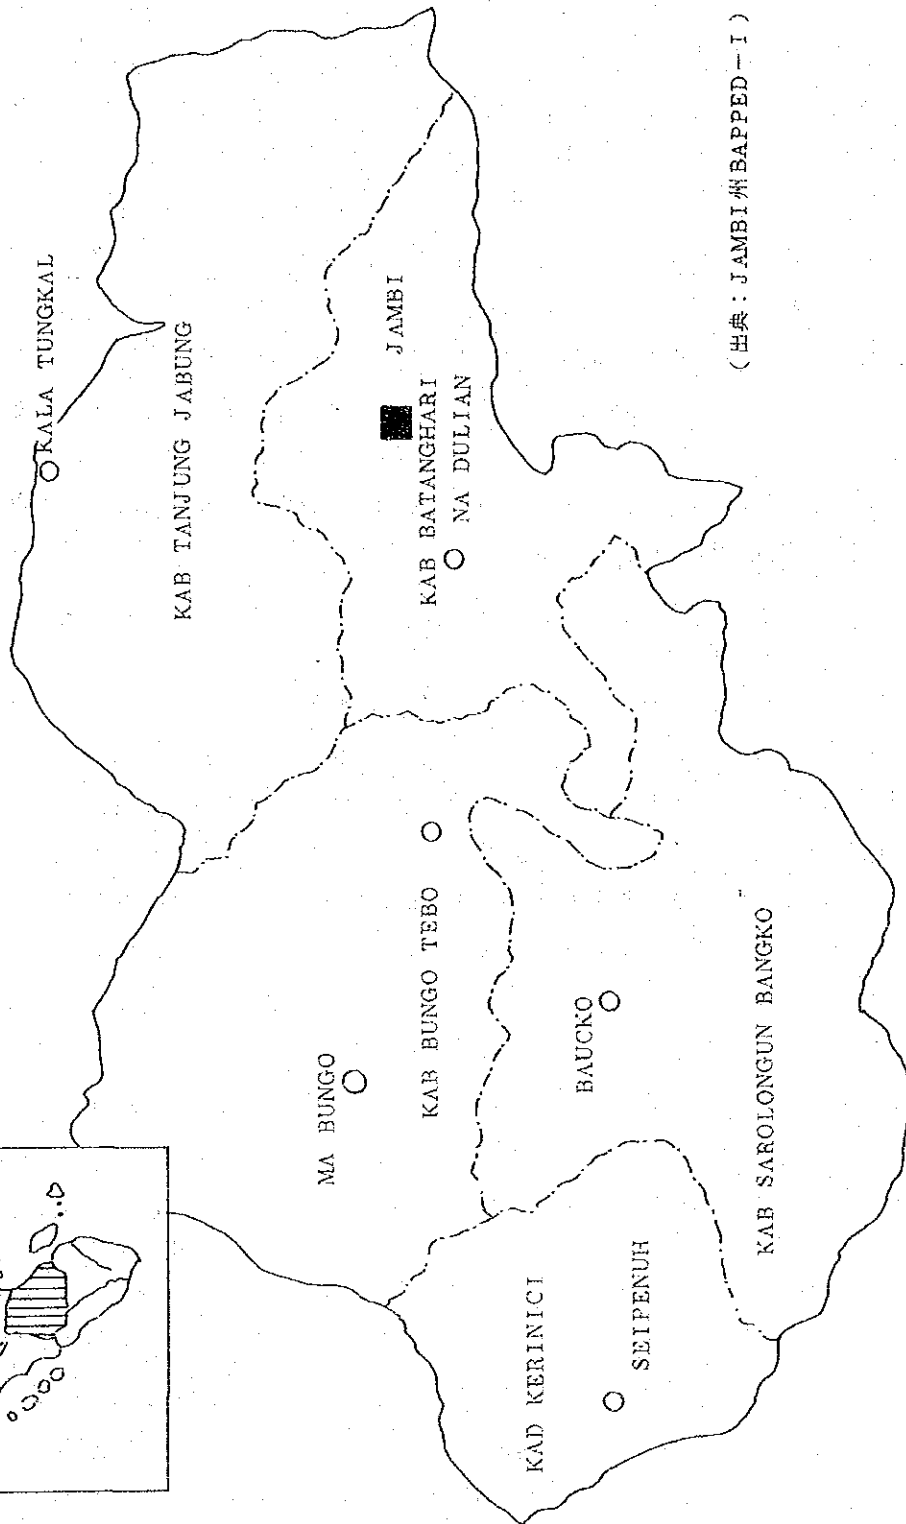 KALA TUNGKAL
KAB TANJUNG JABUNG
JAMBI
KAB BATANGHARI
NA DULIAN
MA BUNGO
KAB BUNGO TEBO
BAUCKO
KAD KERINICI
SEIPENUH
KAB SAROLONGUN BANGKO
(出典:JAMBI州BAPPED-I)